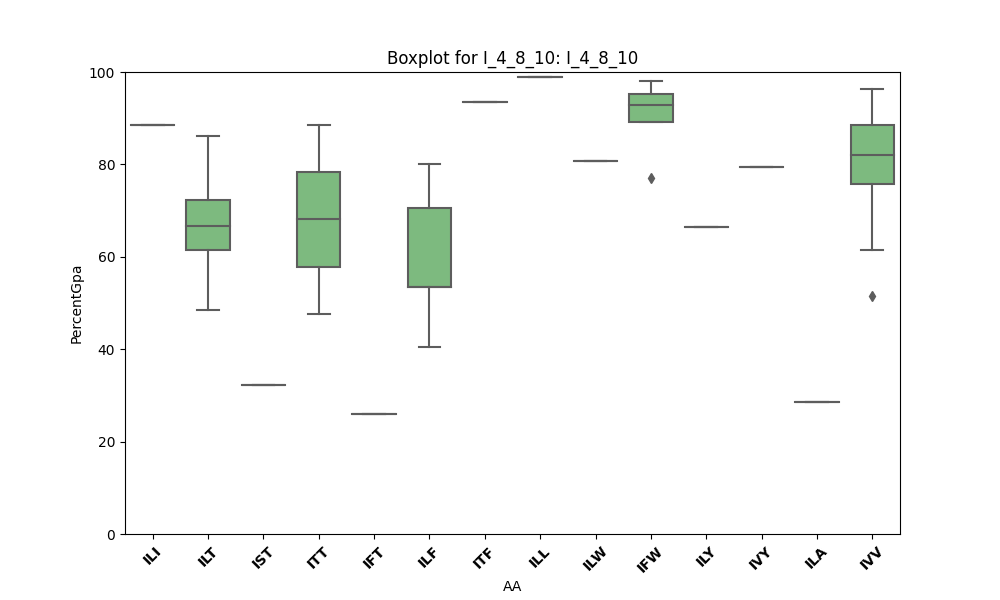 Boxplot for I_4_8_10: I_4_8_10
100
80
60
40
20
0
PercentGpa
ILI
ILT
IST
ITT
IFT
ILF
ITF
ILL
ILW
IFW
ILY
IVY
ILA
IVV
AA